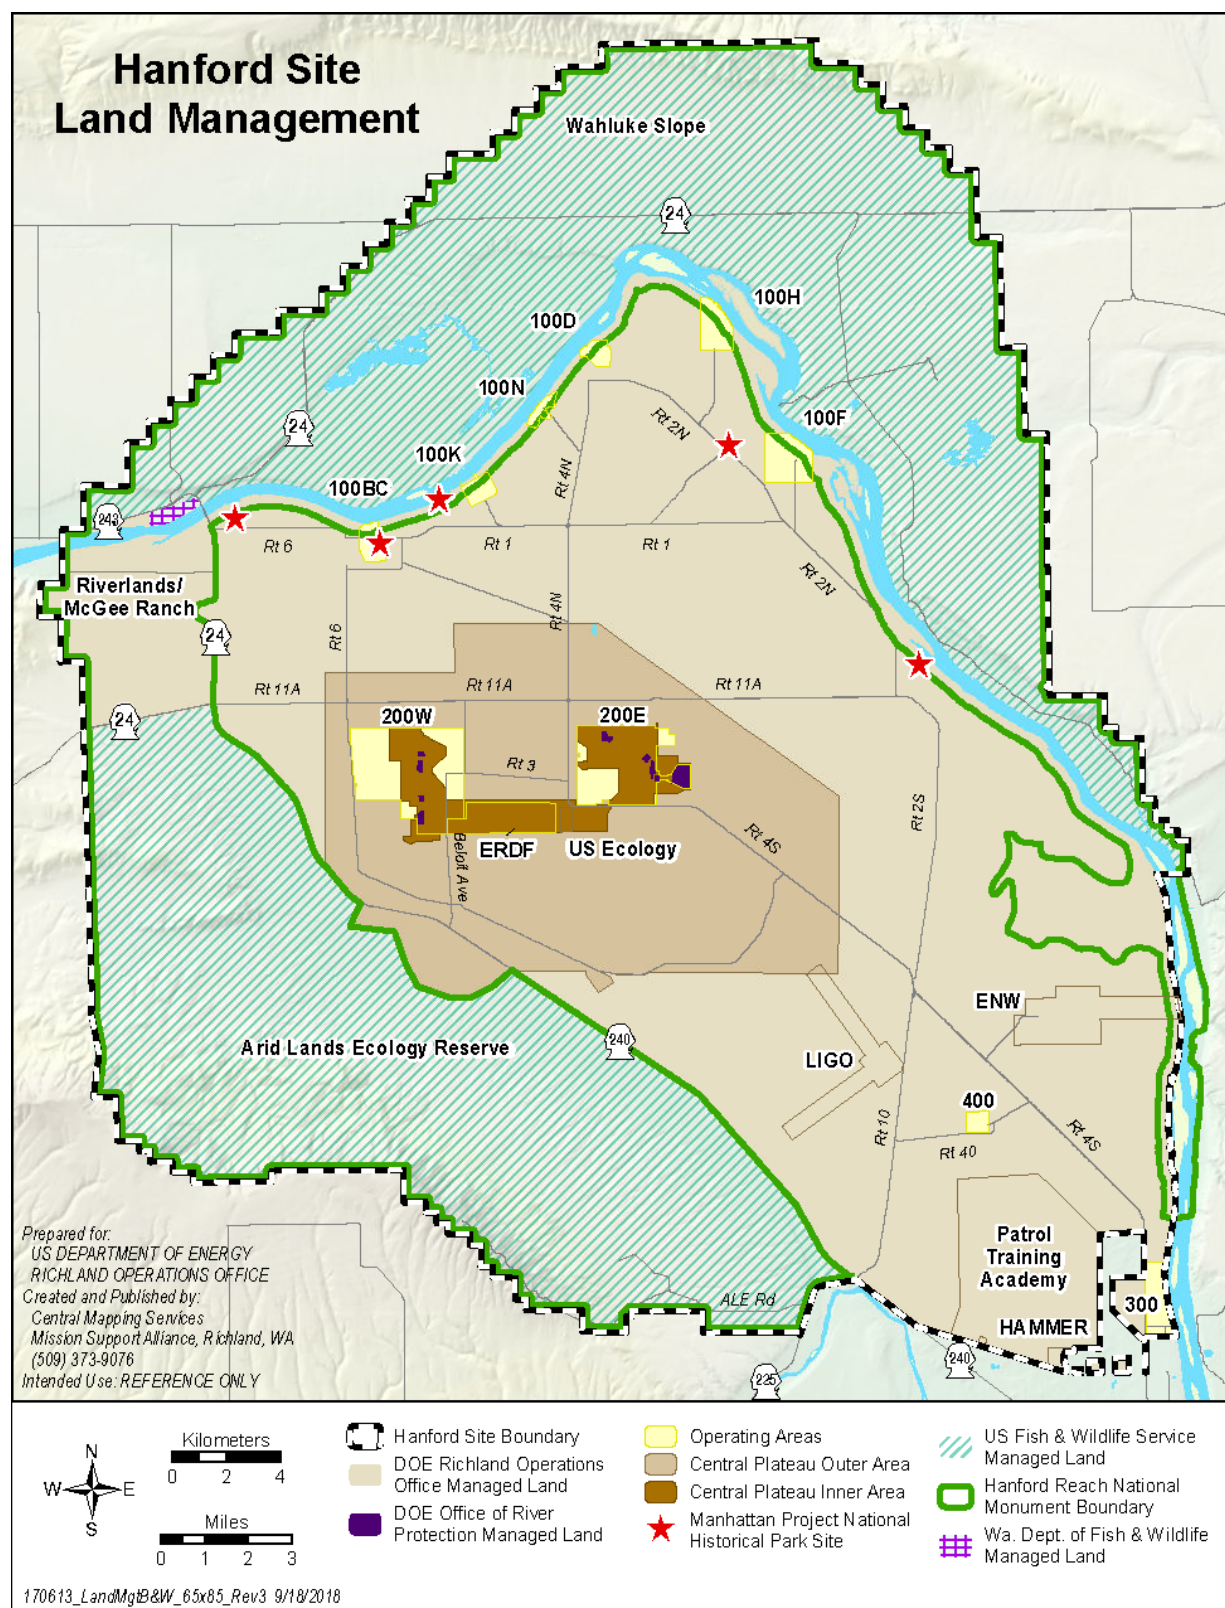 Hanford Site
Land Management
Wahluke Slope
24
100H
100D
100N
Rt 2N
100F
24
100K
Rt 4N
100BC
243
Rt 6
Rt 1
Rt 1
Rt 2N
Riverlands/
McGee Ranch
24
Rt 6
Rt 4N
Rt 11A
Rt 11A
Rt 11A
24
200W
200E
Rt 3
Rt 2S
ERDF
US Ecology
Rt 4S
Beloit Ave
ENW
Arid Lands Ecology Reserve
240
LIGO
400
Rt 10
Rt 40
Rt 4S
Patrol
Training
Academy
ALE Rd
300
HAMMER
240
225
Prepared for:
US DEPARTMENT OF ENERGY
RICHLAND OPERATIONS OFFICE
Created and Published by:
Central Mapping Services
Mission Support Alliance, Richland, WA
(509) 373-9076
Intended Use: REFERENCE ONLY
N
W E
S
Kilometers
0 2 4
Miles
0 1 2 3
Hanford Site Boundary
DOE Richland Operations
Office Managed Land
DOE Office of River
Protection Managed Land
Operating Areas
Central Plateau Outer Area
Central Plateau Inner Area
Manhattan Project National
Historical Park Site
US Fish & Wildlife Service
Managed Land
Hanford Reach National
Monument Boundary
Wa. Dept. of Fish & Wildlife
Managed Land
170613_LandMgtB&W_65x85_Rev3 9/18/2018